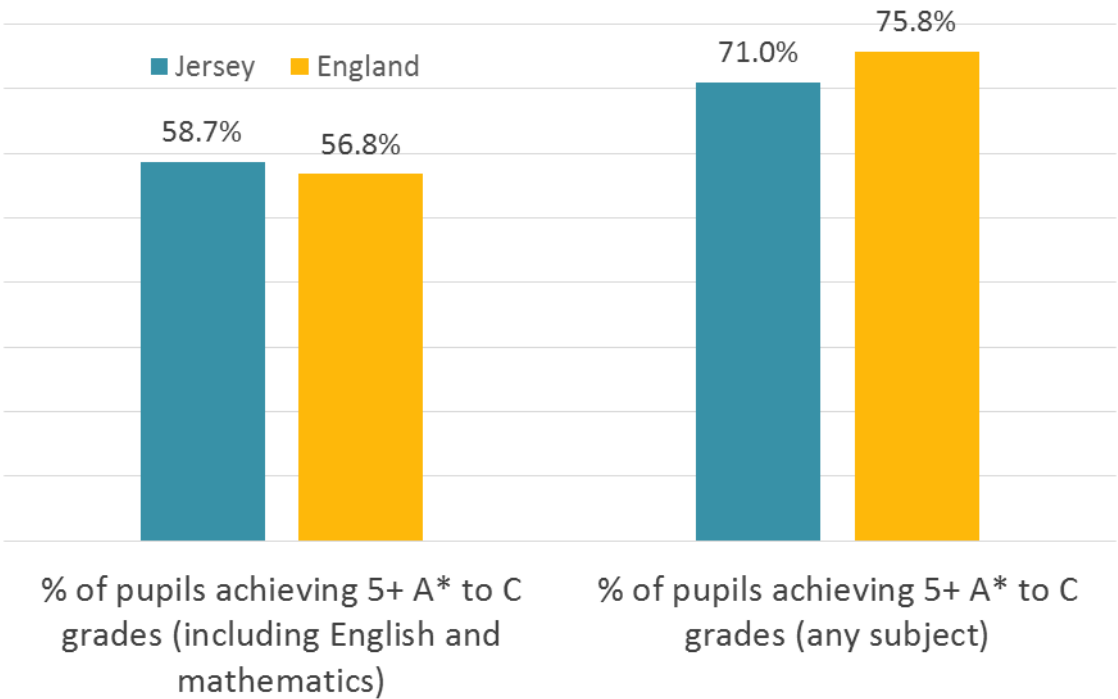 75.8%
71.0%
Jersey England
58.7%
56.8%
% of pupils achieving 5+ A* to C
grades (including English and
mathematics)
% of pupils achieving 5+ A* to C
grades (any subject)